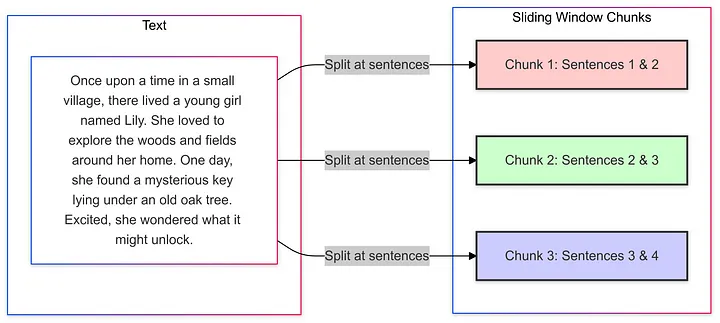 Text
Once upon a time in a small
village, there lived a young girl
named Lily. She loved to
explore the woods and fields
around her home. One day,
she found a mysterious key
lying under an old oak tree.
Excited, she wondered what it
might unlock.
Split at sentences
Split at sentences
Split at sentences
Sliding Window Chunks
Chunk 1: Sentences 1 & 2
Chunk 2: Sentences 2 & 3
Chunk 3: Sentences 3 & 4